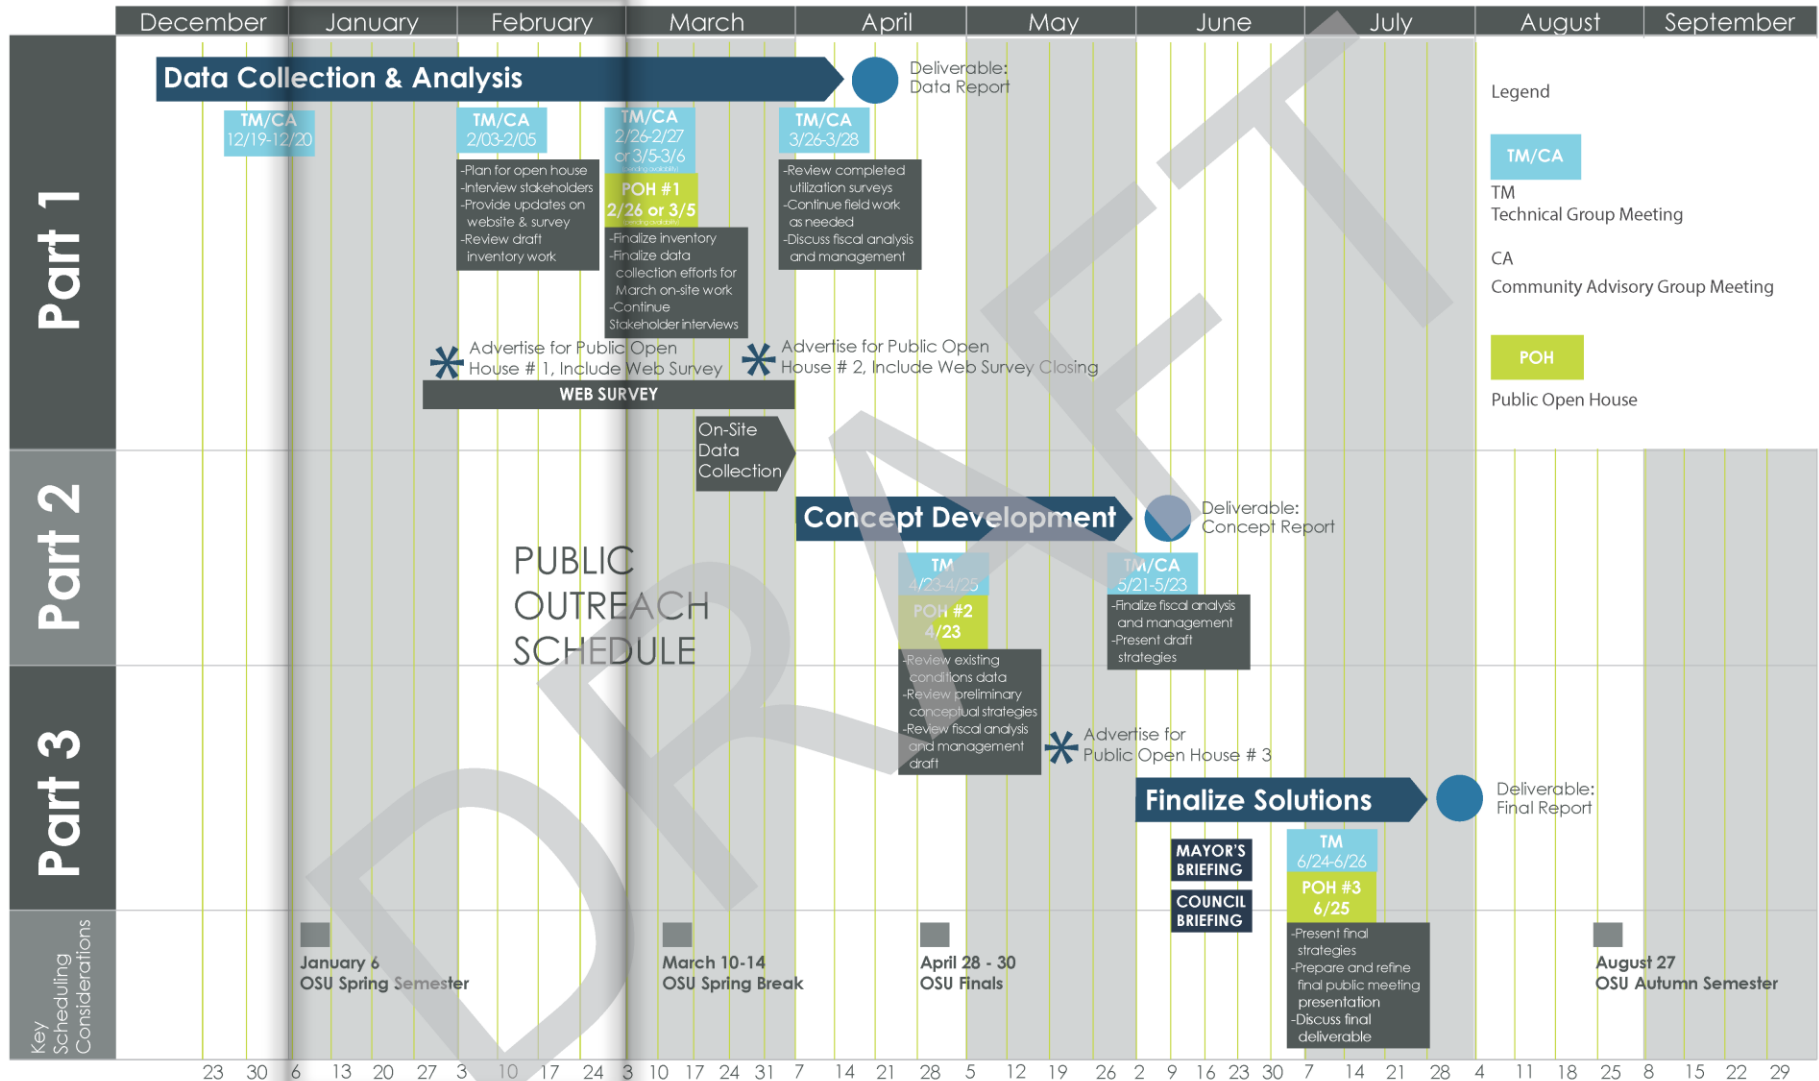 December January February March April May June July August September
Part 1
Data Collection & Analysis
Deliverable:
Data Report
TM/CA
12/19-12/20
TM/CA
2/03-2/05
-Plan for open house
-Interview stakeholders
-Provide updates on
website & survey
-Review draft
inventory work
TM/CA
2/26-2/27
or 3/5-3/6
(pending availability)
POH #1
2/26 or 3/5
(pending availability)
-Finalize inventory
-Finalize data
collection efforts for
March on-site work
-Continue
Stakeholder interviews
TM/CA
3/26-3/28
-Review completed
utilization surveys
-Continue field work
as needed
-Discuss fiscal analysis
and management
Advertise for Public Open
House # 1, Include Web Survey
Advertise for Public Open
House # 2, Include Web Survey Closing
WEB SURVEY
On-Site
Data
Collection
Legend
TM/CA
TM
Technical Group Meeting
CA
Community Advisory Group Meeting
POH
Public Open House
Part 2
Concept Development
Deliverable:
Concept Report
PUBLIC
OUTREACH
SCHEDULE
TM
4/23-4/25
POH #2
4/23
-Review existing
conditions data
-Review preliminary
conceptual strategies
-Review fiscal analysis
and management
draft
TM/CA
5/21-5/23
-Finalize fiscal analysis
and management
-Present draft
strategies
Part 3
Advertise for
Public Open House # 3
Finalize Solutions
Deliverable:
Final Report
MAYOR'S
BRIEFING
COUNCIL
BRIEFING
TM
6/24-6/26
POH #3
6/25
-Present final
strategies
-Prepare and refine
final public meeting
presentation
-Discuss final
deliverable
Key
Scheduling
Considerations
January 6
OSU Spring Semester
March 10-14
OSU Spring Break
April 28 - 30
OSU Finals
August 27
OSU Autumn Semester
23 30 6 13 20 27 3 10 17 24 3 10 17 24 31 7 14 21 28 5 12 19 26 2 9 16 23 30 7 14 21 28 4 11 18 25 8 15 22 29
DRAFT